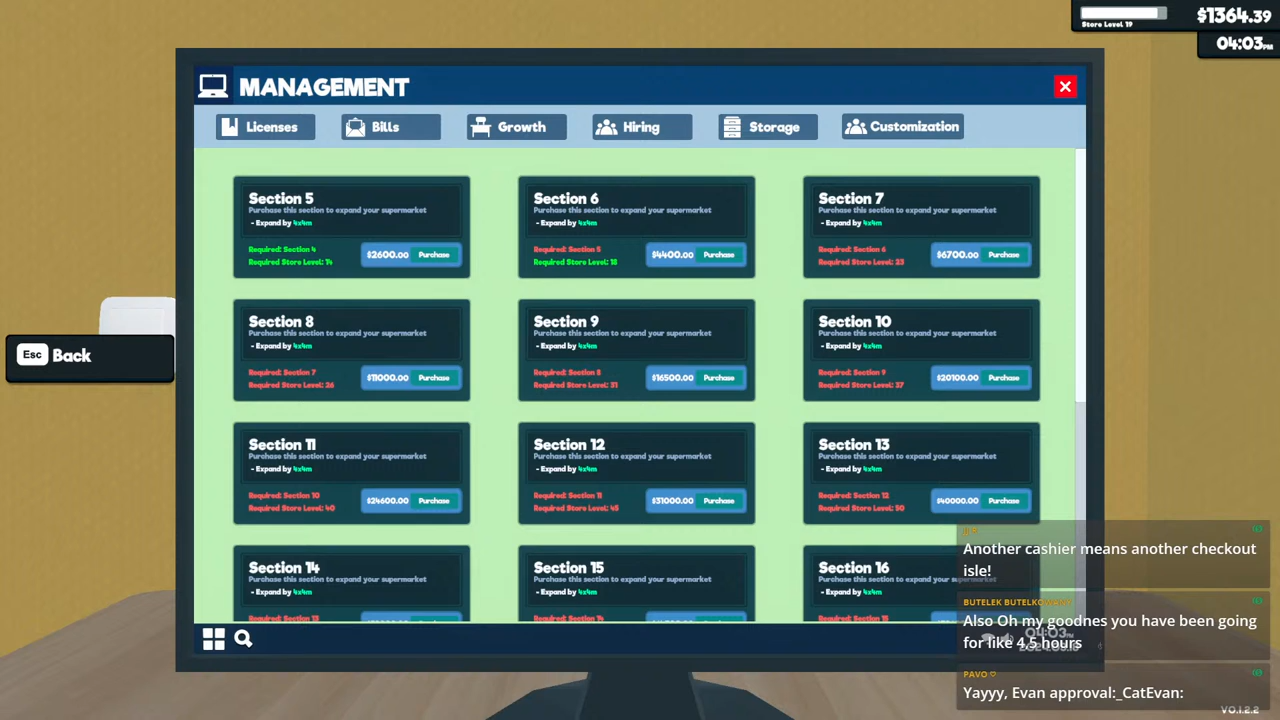 $1364.39
Store Level 19
04:03PM
MANAGEMENT
Licenses
Bills
Growth
Hiring
Storage
Customization
Section 5
Purchase this section to expand your supermarket
- Expand by 4x4m
Required: Section 4
Required Store Level: 14
$2600.00 Purchase
Section 6
Purchase this section to expand your supermarket
- Expand by 4x4m
Required: Section 5
Required Store Level: 18
$4400.00 Purchase
Section 7
Purchase this section to expand your supermarket
- Expand by 4x4m
Required: Section 6
Required Store Level: 23
$6700.00 Purchase
Section 8
Purchase this section to expand your supermarket
- Expand by 4x4m
Required: Section 7
Required Store Level: 26
$11000.00 Purchase
Section 9
Purchase this section to expand your supermarket
- Expand by 4x4m
Required: Section 8
Required Store Level: 31
$16500.00 Purchase
Section 10
Purchase this section to expand your supermarket
- Expand by 4x4m
Required: Section 9
Required Store Level: 37
$20100.00 Purchase
Section 11
Purchase this section to expand your supermarket
- Expand by 4x4m
Required: Section 10
Required Store Level: 40
$24600.00 Purchase
Section 12
Purchase this section to expand your supermarket
- Expand by 4x4m
Required: Section 11
Required Store Level: 45
$31000.00 Purchase
Section 13
Purchase this section to expand your supermarket
- Expand by 4x4m
Required: Section 12
Required Store Level: 50
$40000.00 Purchase
Section 14
Purchase this section to expand your supermarket
- Expand by 4x4m
Section 15
Purchase this section to expand your supermarket
- Expand by 4x4m
Section 16
Purchase this section to expand your supermarket
- Expand by 4x4m
Esc Back
Another cashier means another checkout
isle!
BUTELEK
Also Oh my goodnes you have been going
for like 4,5 hours
04:03PM
PAVO ♡
Yayyy, Evan approval:_CatEvan:
V0.1.2.2